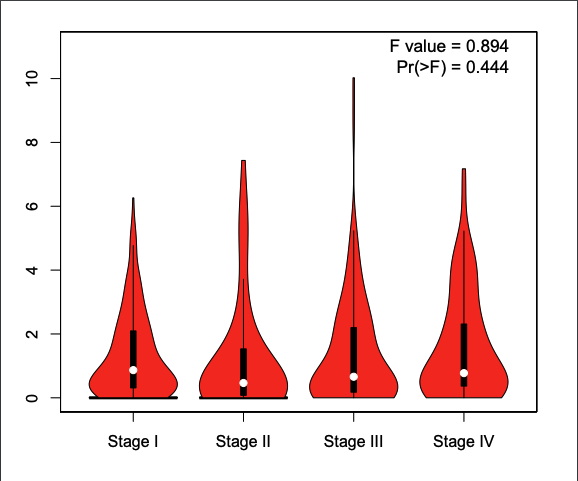 F value = 0.894
Pr(>F) = 0.444
10
8
6
4
2
0
Stage I Stage II Stage III Stage IV